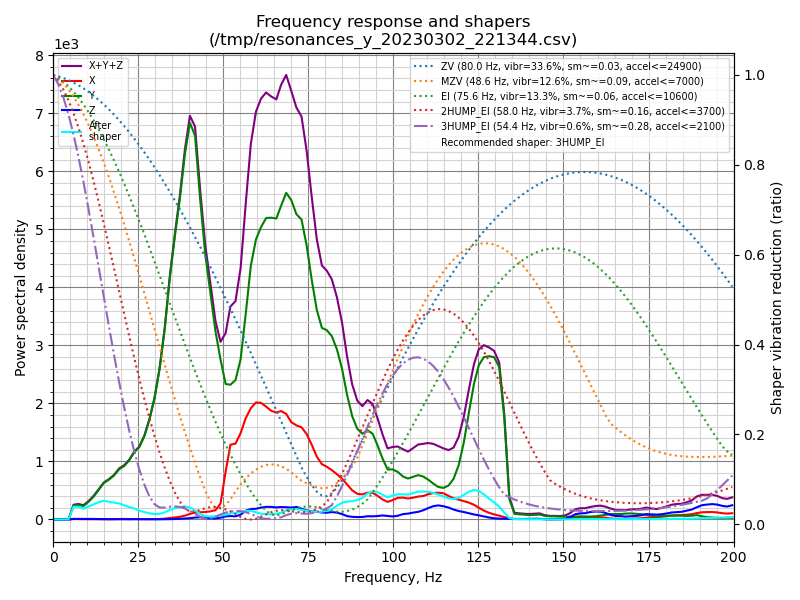 Frequency response and shapers
(/tmp/resonances_y_20230302_221344.csv)
1e3
X+Y+Z
X
Y
Z
After
shaper
ZV (80.0 Hz, vibr=33.6%, sm~=0.03, accel<=24900)
MZV (48.6 Hz, vibr=12.6%, sm~=0.09, accel<=7000)
EI (75.6 Hz, vibr=13.3%, sm~=0.06, accel<=10600)
2HUMP_EI (58.0 Hz, vibr=3.7%, sm~=0.16, accel<=3700)
3HUMP_EI (54.4 Hz, vibr=0.6%, sm~=0.28, accel<=2100)
Recommended shaper: 3HUMP_EI
Power spectral density
8
7
6
5
4
3
2
1
0
0 25 50 75 100 125 150 175 200
Frequency, Hz
1.0
0.8
0.6
0.4
0.2
0.0
Shaper vibration reduction (ratio)